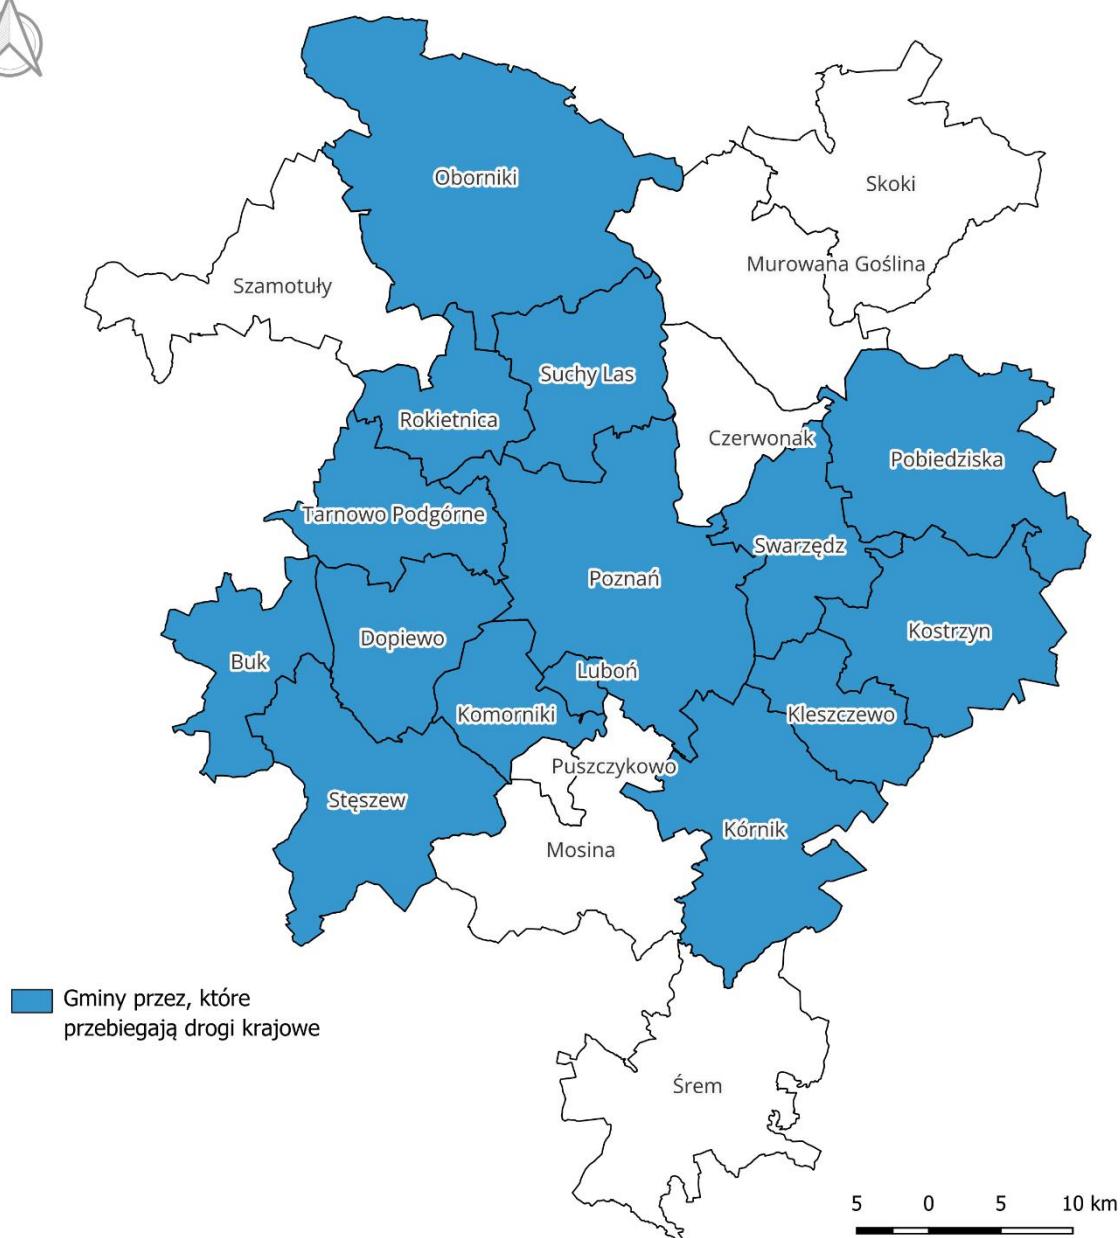 Oborniki
Skoki
Murowana Goślina
Szamotuły
Suchy Las
Rokietnica
Czerwonak
Pobiedziska
Tarnowo Podgórne
Swarzędz
Poznań
Kostrzyn
Dopiewo
Buk
Luboń
Komorniki
Kleszczewo
Puszczykowo
Stęszew
Kórnik
Mosina
Gminy przez, które
przebiegają drogi krajowe
Śrem
5 0 5 10 km